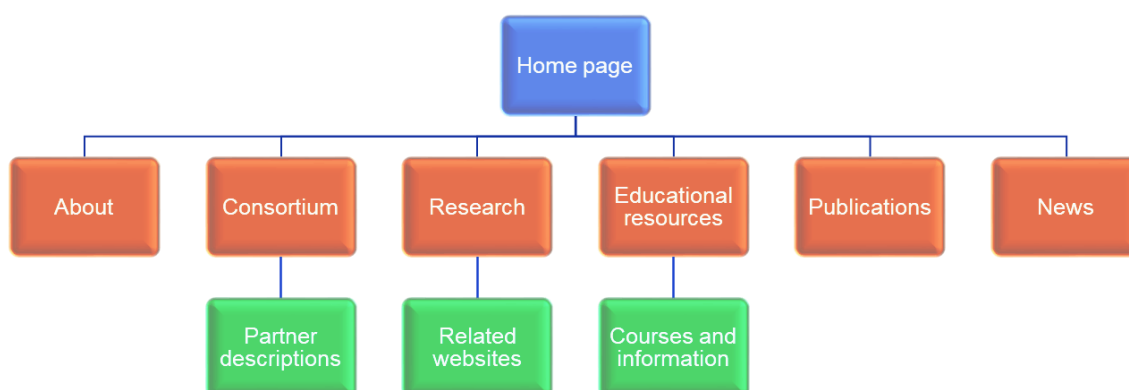 Home page
About
Consortium
Research
Educational
resources
Publications
News
Partner
descriptions
Related
websites
Courses and
information